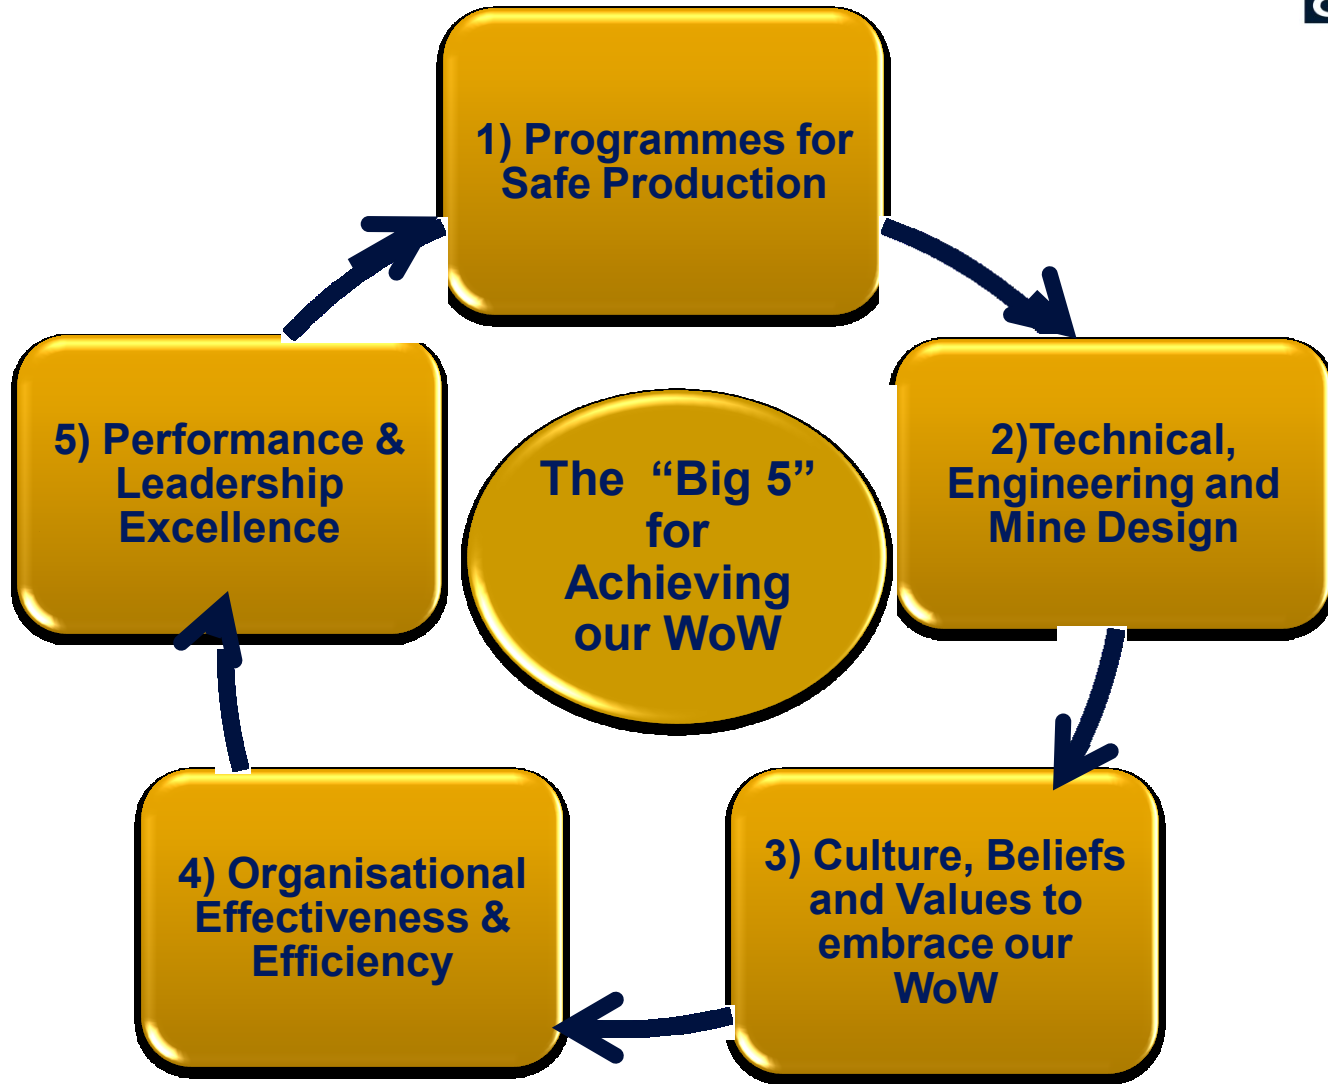 1) Programmes for
Safe Production
2)Technical,
Engineering and
Mine Design
3) Culture, Beliefs
and Values to
embrace our
WoW
4) Organisational
Effectiveness &
Efficiency
5) Performance &
Leadership
Excellence
The “Big 5”
for
Achieving
our WoW